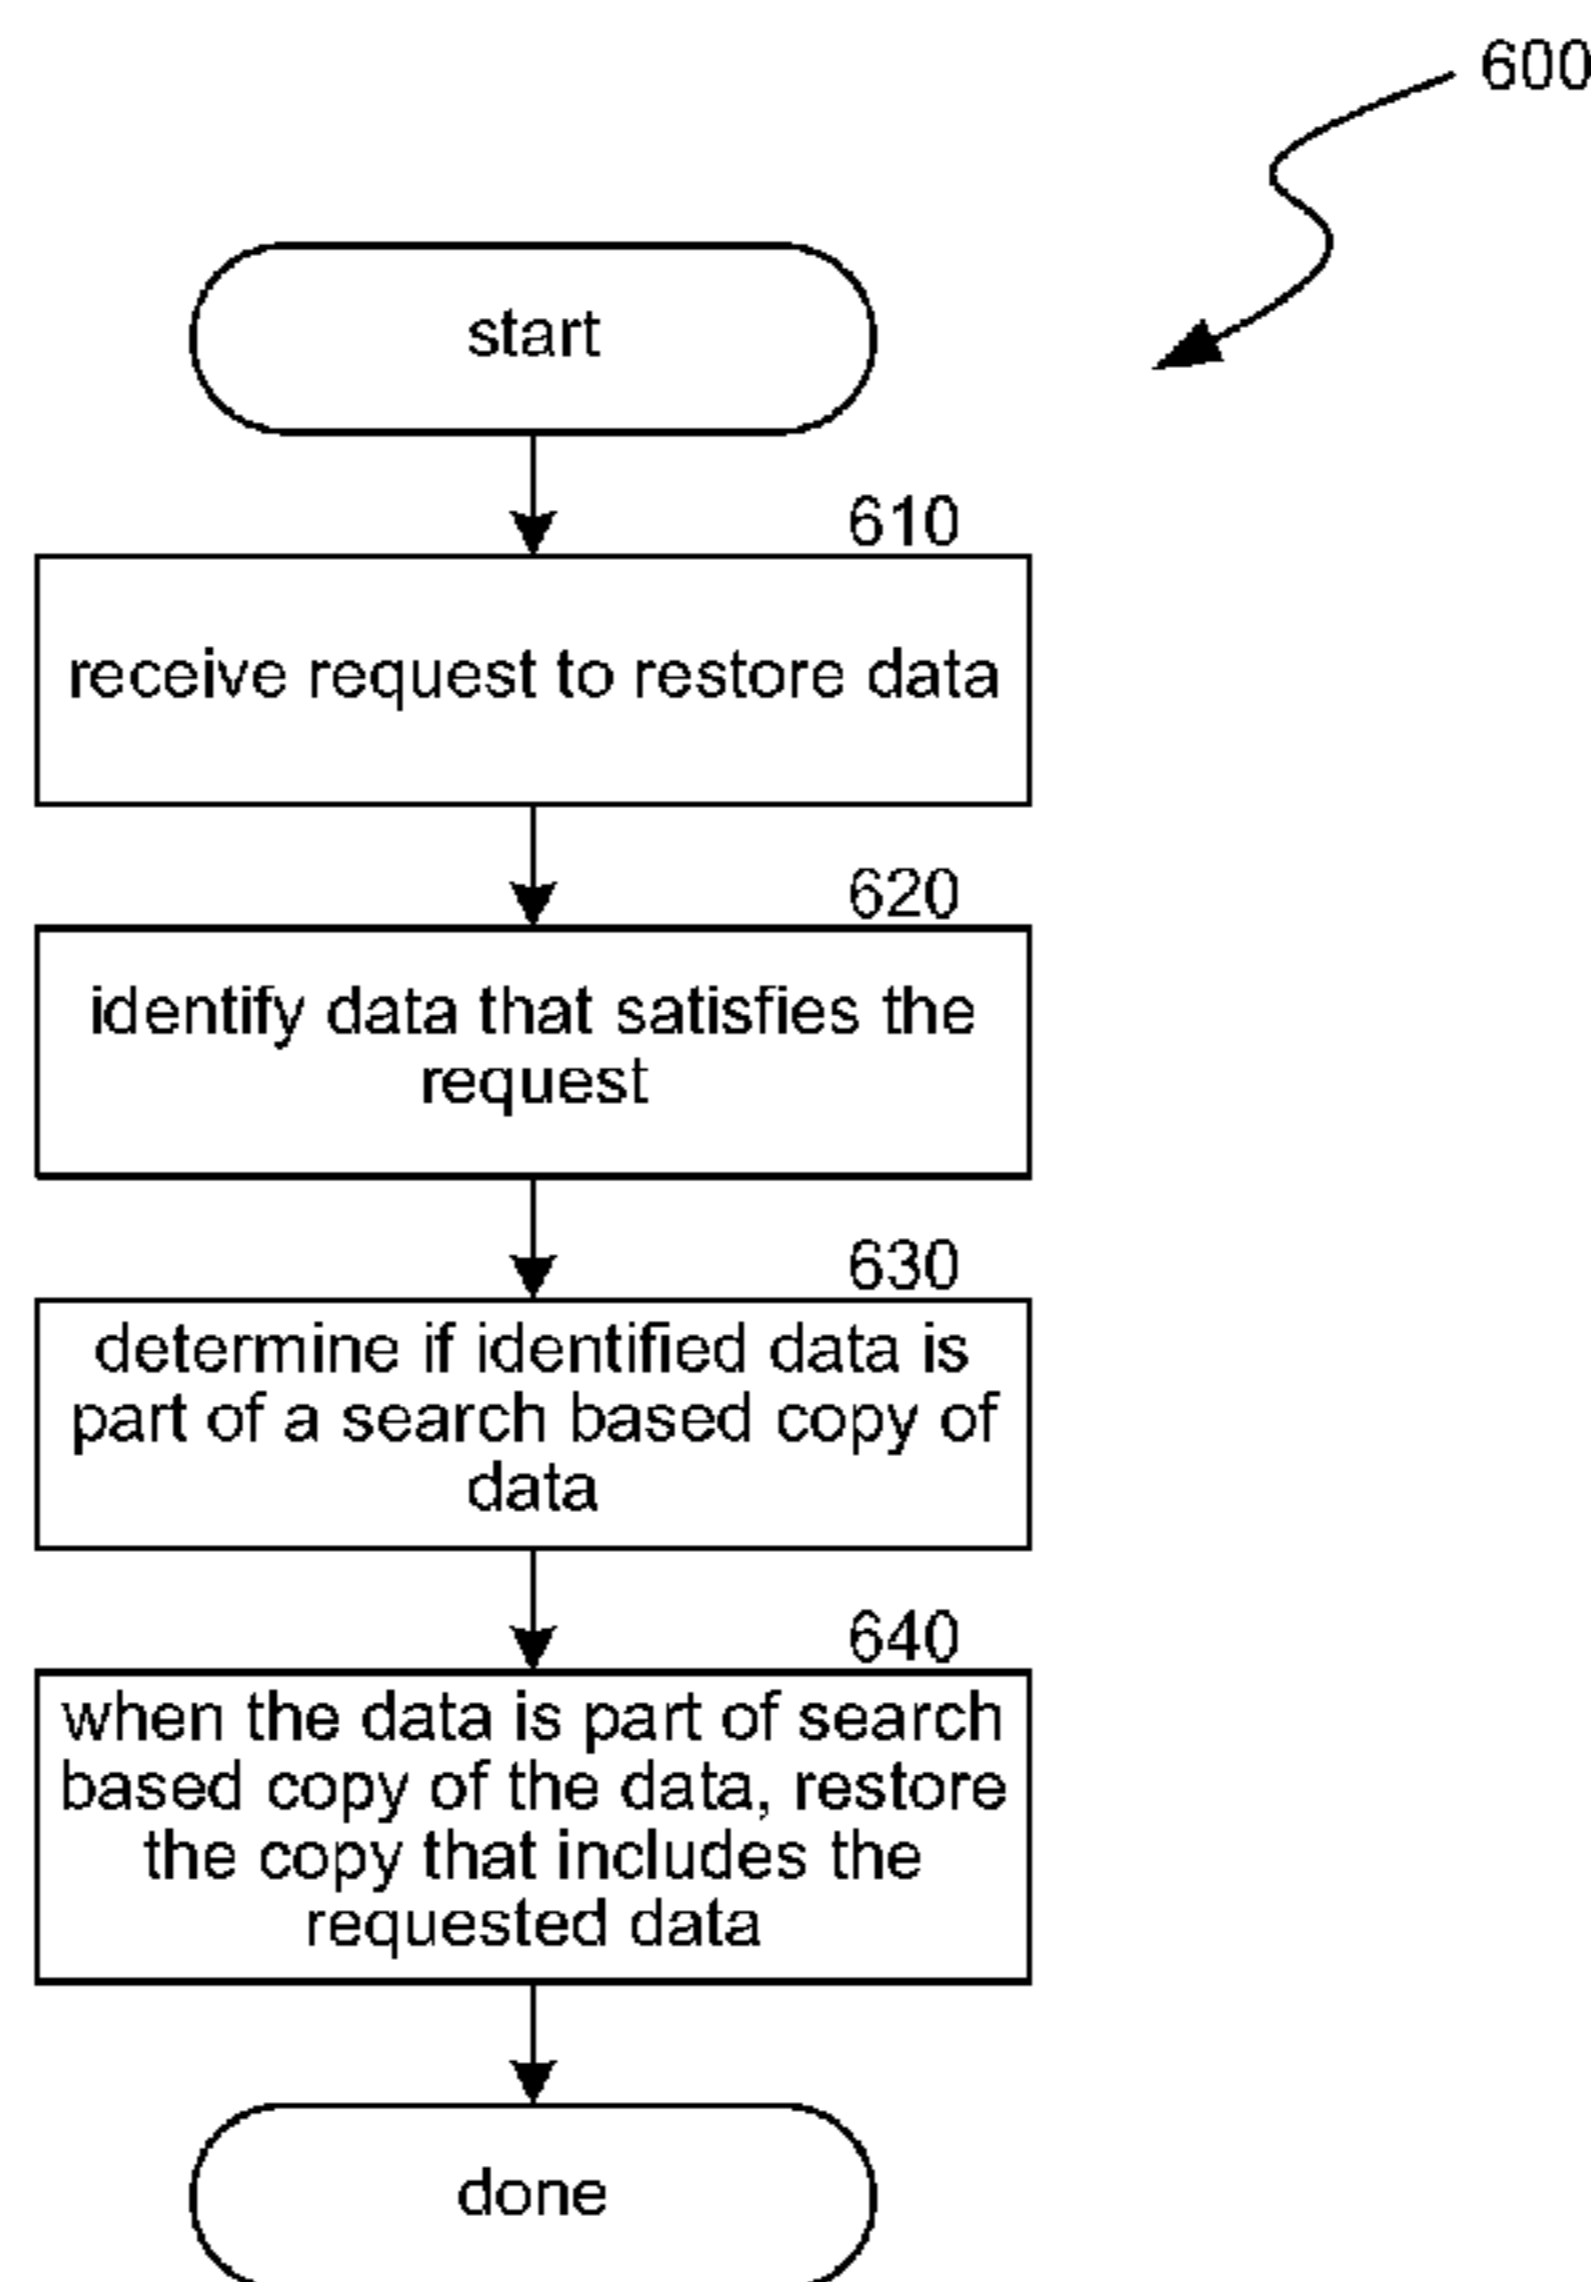 600
start
610
receive request to restore data
620
identify data that satisfies the
request
630
determine if identified data is
part of a search based copy of
data
640
when the data is part of search
based copy of the data, restore
the copy that includes the
requested data
done